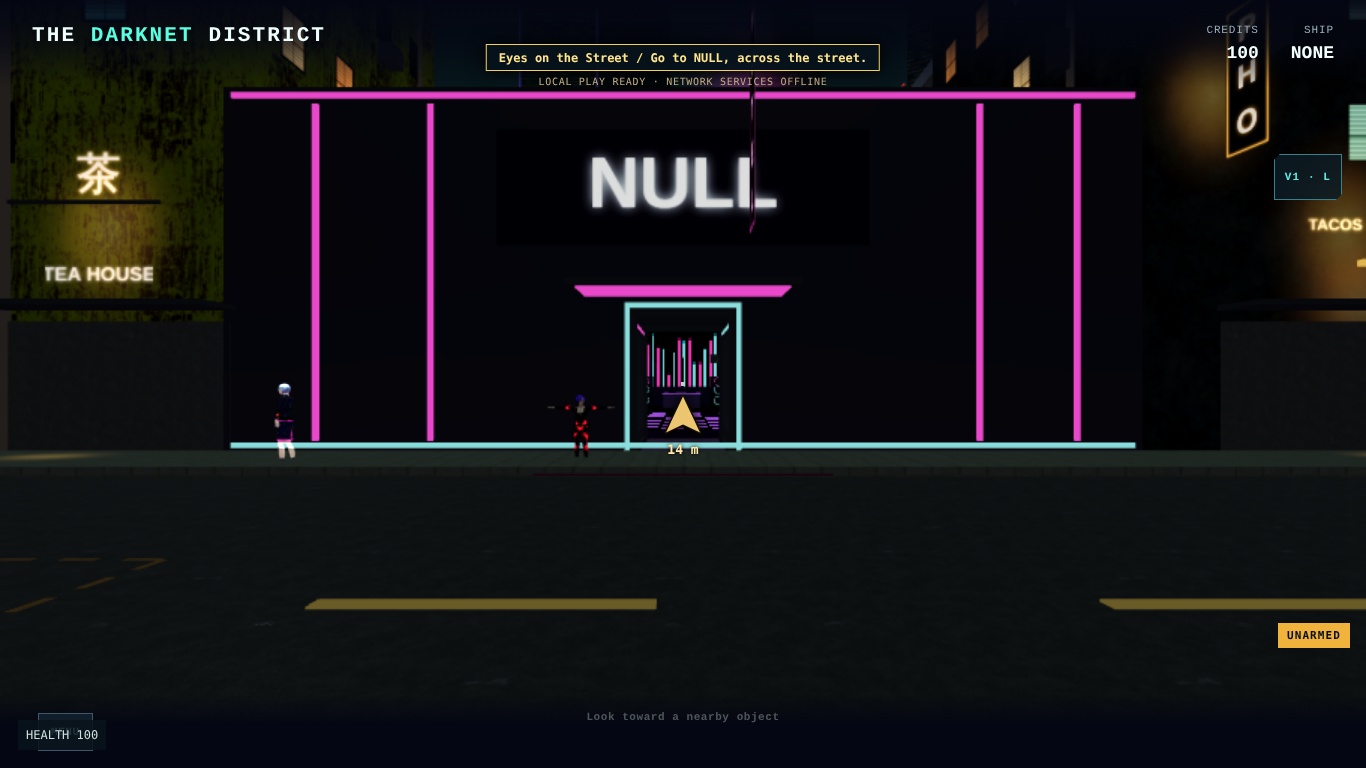 THE DARKNET DISTRICT
CREDITS
100
SHIP
NONE
Eyes on the Street / Go to NULL, across the street.
LOCAL PLAY READY · NETWORK SERVICES OFFLINE
H
O
NULL
茶
V1 · L
TACOS
TEA HOUSE
14 m
UNARMED
Look toward a nearby object
HEALTH 100